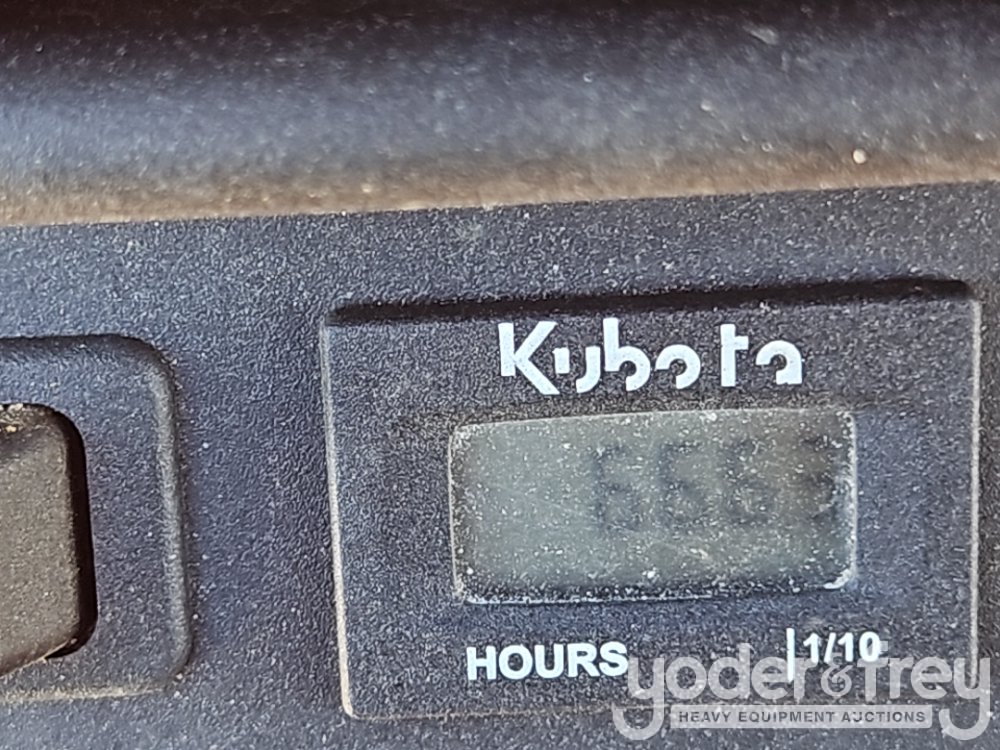 Kubota
HOURS
1/10
yoder & frey
HEAVY EQUIPMENT AUCTIONS